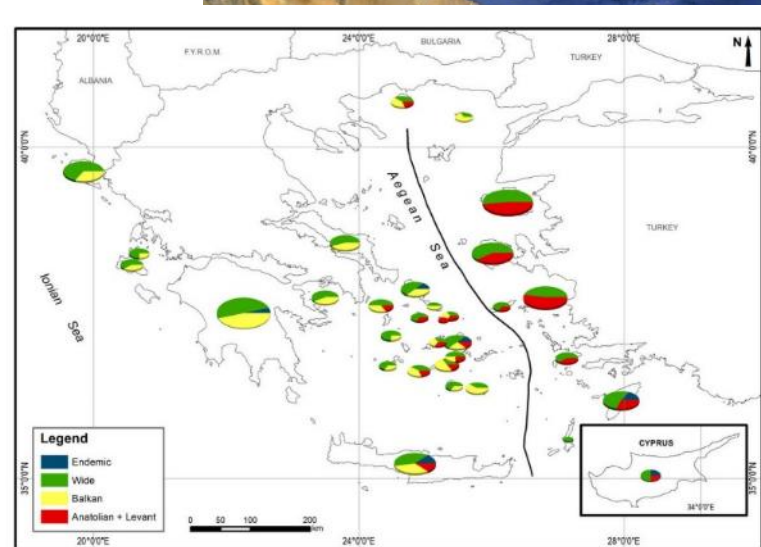 20°0'0"E
24°0'0"E
28°0'0"E
N
BULGARIA
F.Y.R.O.M.
TURKEY
ALBANIA
40°0'0"N
40°0'0"N
Aegean
Sea
TURKEY
Ionian
Sea
Legend
Endemic
Wide
Balkan
Anatolian + Levant
CYPRUS
34°0'0"E
35°0'0"N
35°0'0"N
0 50 100 200
km
20°0'0"E
24°0'0"E
28°0'0"E